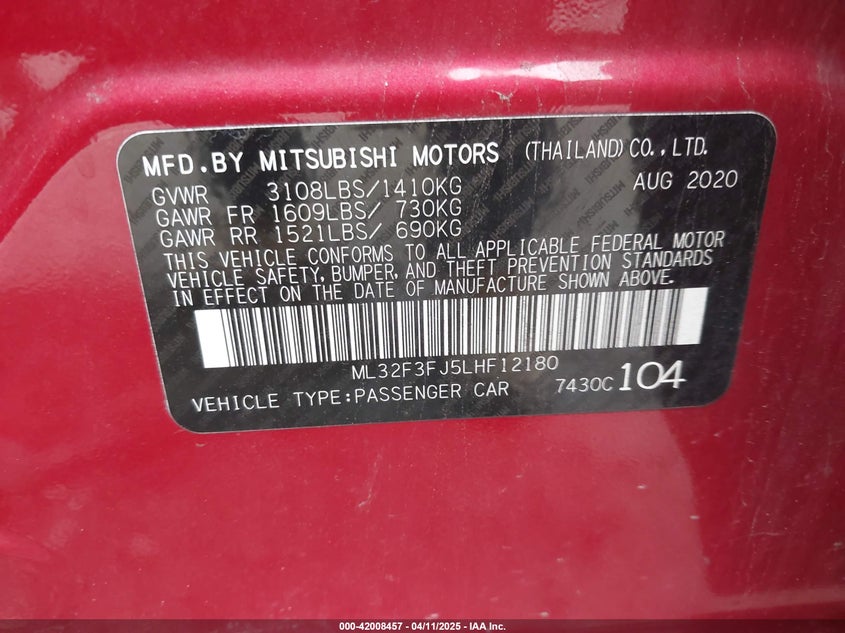 MFD.BY MITSUBISHI MOTORS (THAILAND) CO., LTD.
GVWR 3108LBS/1410KG AUG 2020
GAWR FR 1609LBS/ 730KG
GAWR RR 1521LBS/ 690KG
THIS VEHICLE CONFORMS TO ALL APPLICABLE FEDERAL MOTOR
VEHICLE SAFETY, BUMPER, AND THEFT PREVENTION STANDARDS
IN EFFECT ON THE DATE OF MANUFACTURE SHOWN ABOVE.
ML32F3FJ5LHF12180
VEHICLE TYPE:PASSENGER CAR 7430C 104
000-42008457 - 04/11/2025 - IAA Inc.